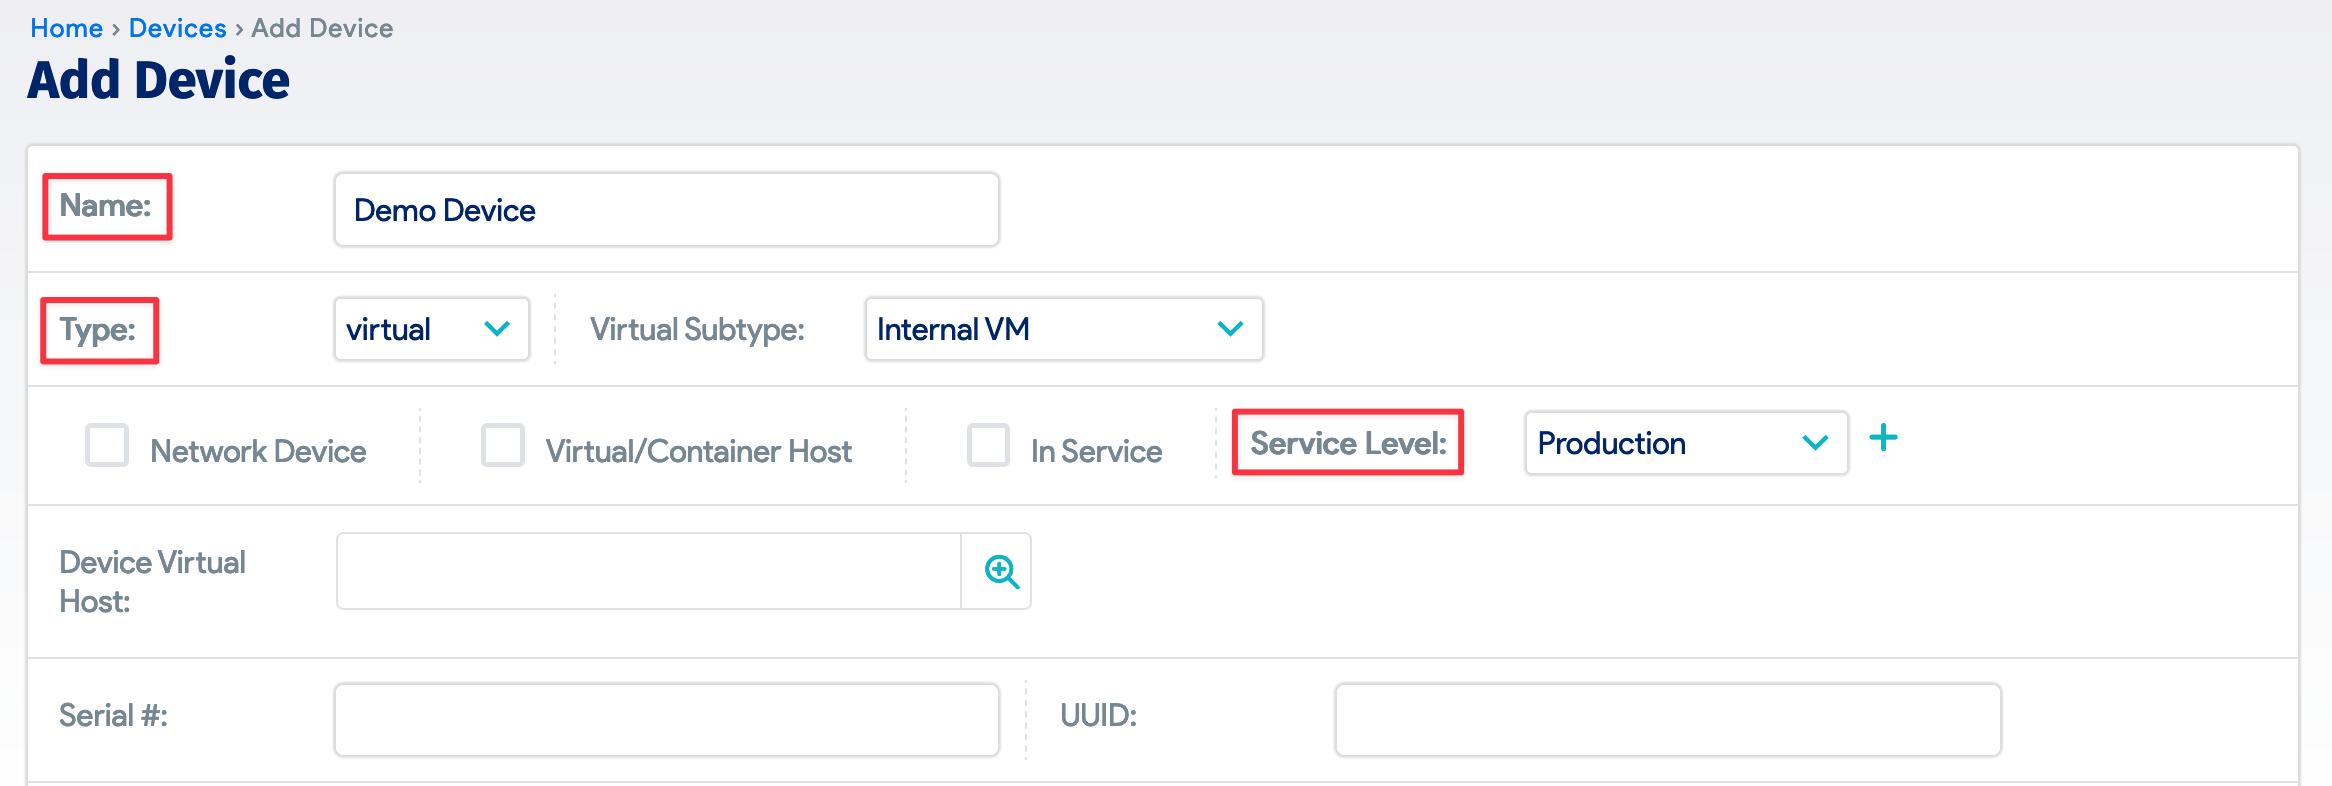 Home › Devices › Add Device
Add Device
Name: Demo Device
Type: virtual Virtual Subtype: Internal VM
Network Device Virtual/Container Host In Service Service Level: Production +
Device Virtual
Host:
Serial #: UUID: